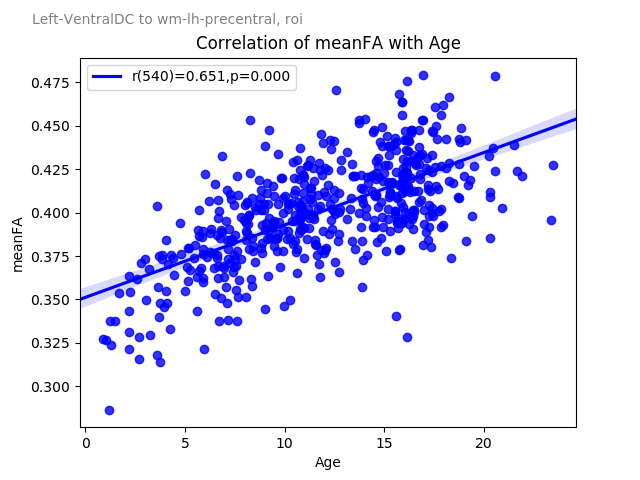 Left-VentralDC to wm-lh-precentral, roi
Correlation of meanFA with Age
r(540)=0.651,p=0.000
0.475
0.450
0.425
0.400
0.375
0.350
0.325
0.300
meanFA
0 5 10 15 20
Age